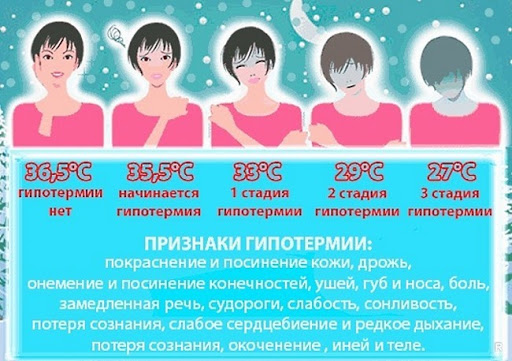 36,5°C 35,5°C 33°C 29°C 27°C
гипотермии начинается 1 стадия 2 стадия 3 стадия
нет гипотермия гипотермии гипотермии гипотермии
ПРИЗНАКИ ГИПОТЕРМИИ:
покраснение и посинение кожи, дрожь,
онемение и посинение конечностей, ушей, губ и носа, боль,
замедленная речь, судороги, слабость, сонливость,
потеря сознания, слабое сердцебиение и редкое дыхание,
потеря сознания, окоченение , иней и теле.